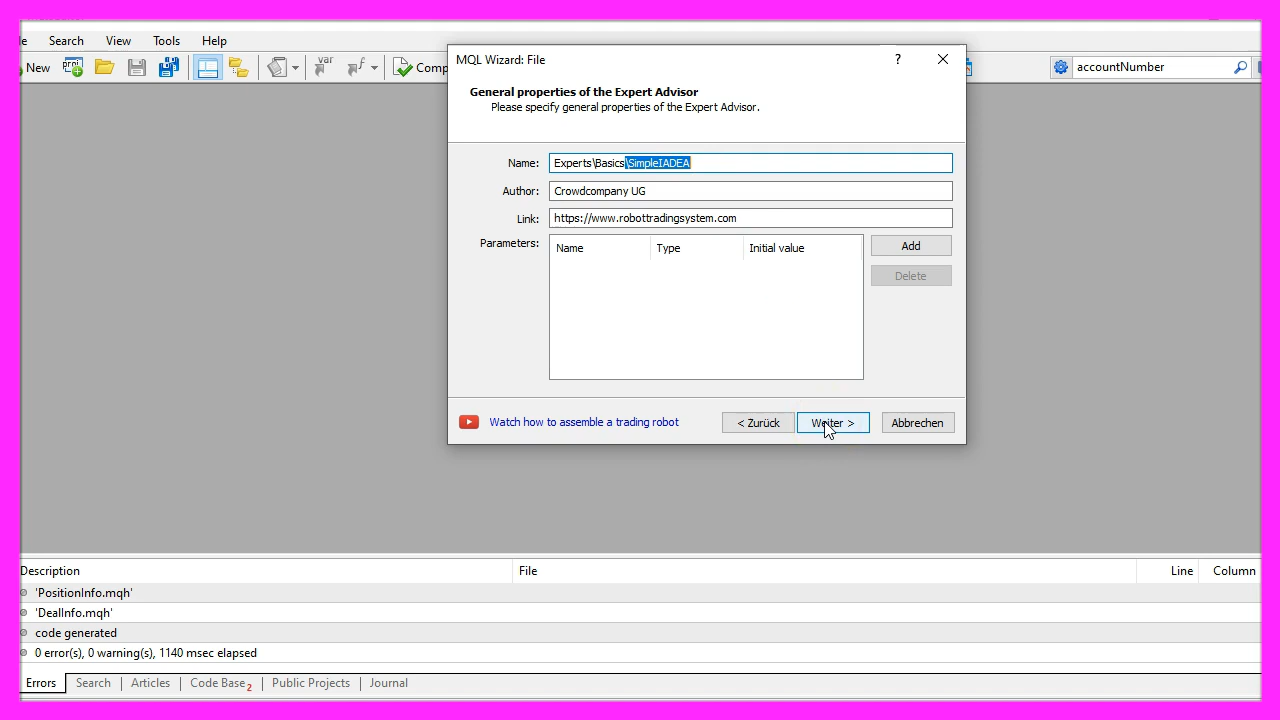 Search View Tools Help
New var Comp accountNumber
MQL Wizard: File ?
General properties of the Expert Advisor
Please specify general properties of the Expert Advisor.
Name: Experts\Basics\SimpleIADEA
Author: Crowdcompany UG
Link: https://www.robottradingsystem.com
Parameters: Name Type Initial value Add
Delete
Watch how to assemble a trading robot < Zurück Weiter > Abbrechen
Description File Line Column
'PositionInfo.mqh'
'DealInfo.mqh'
code generated
0 error(s), 0 warning(s), 1140 msec elapsed
Errors Search Articles Code Base 2 Public Projects Journal